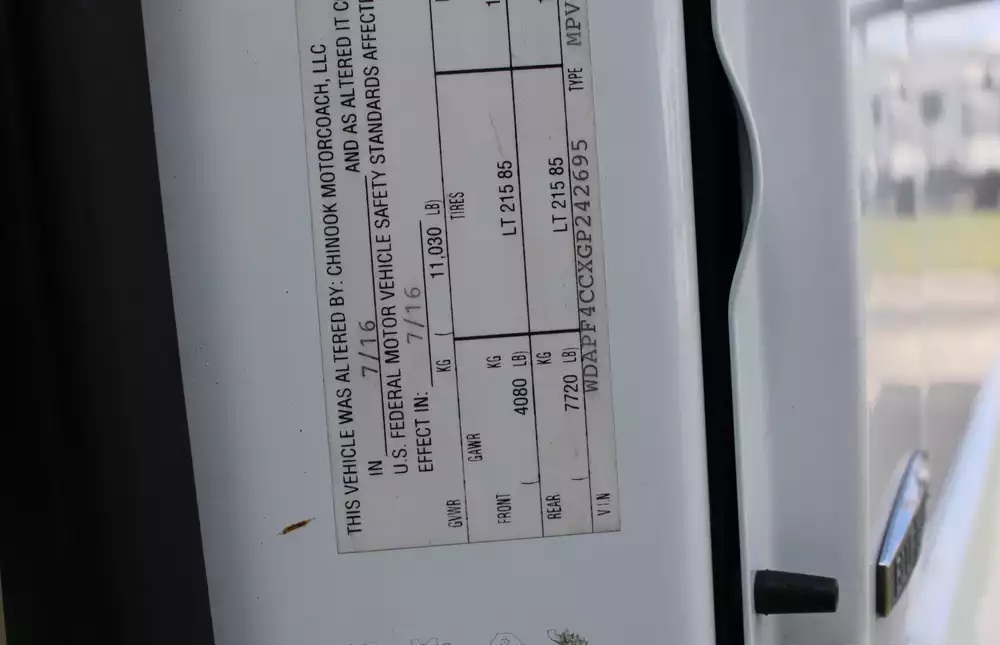 THIS VEHICLE WAS ALTERED BY: CHINOOK MOTORCOACH, LLC
IN 7/16 AND AS ALTERED IT
U.S. FEDERAL MOTOR VEHICLE SAFETY STANDARDS
EFFECT IN: 7/16
GVWR KG ( 11,030 LB)
GAWR TIRES
FRONT KG
( 4080 LB) LT 215 85
REAR KG
( 7720 LB) LT 215 85
VIN WDAPF4CCXGP242695 TYPE MPV